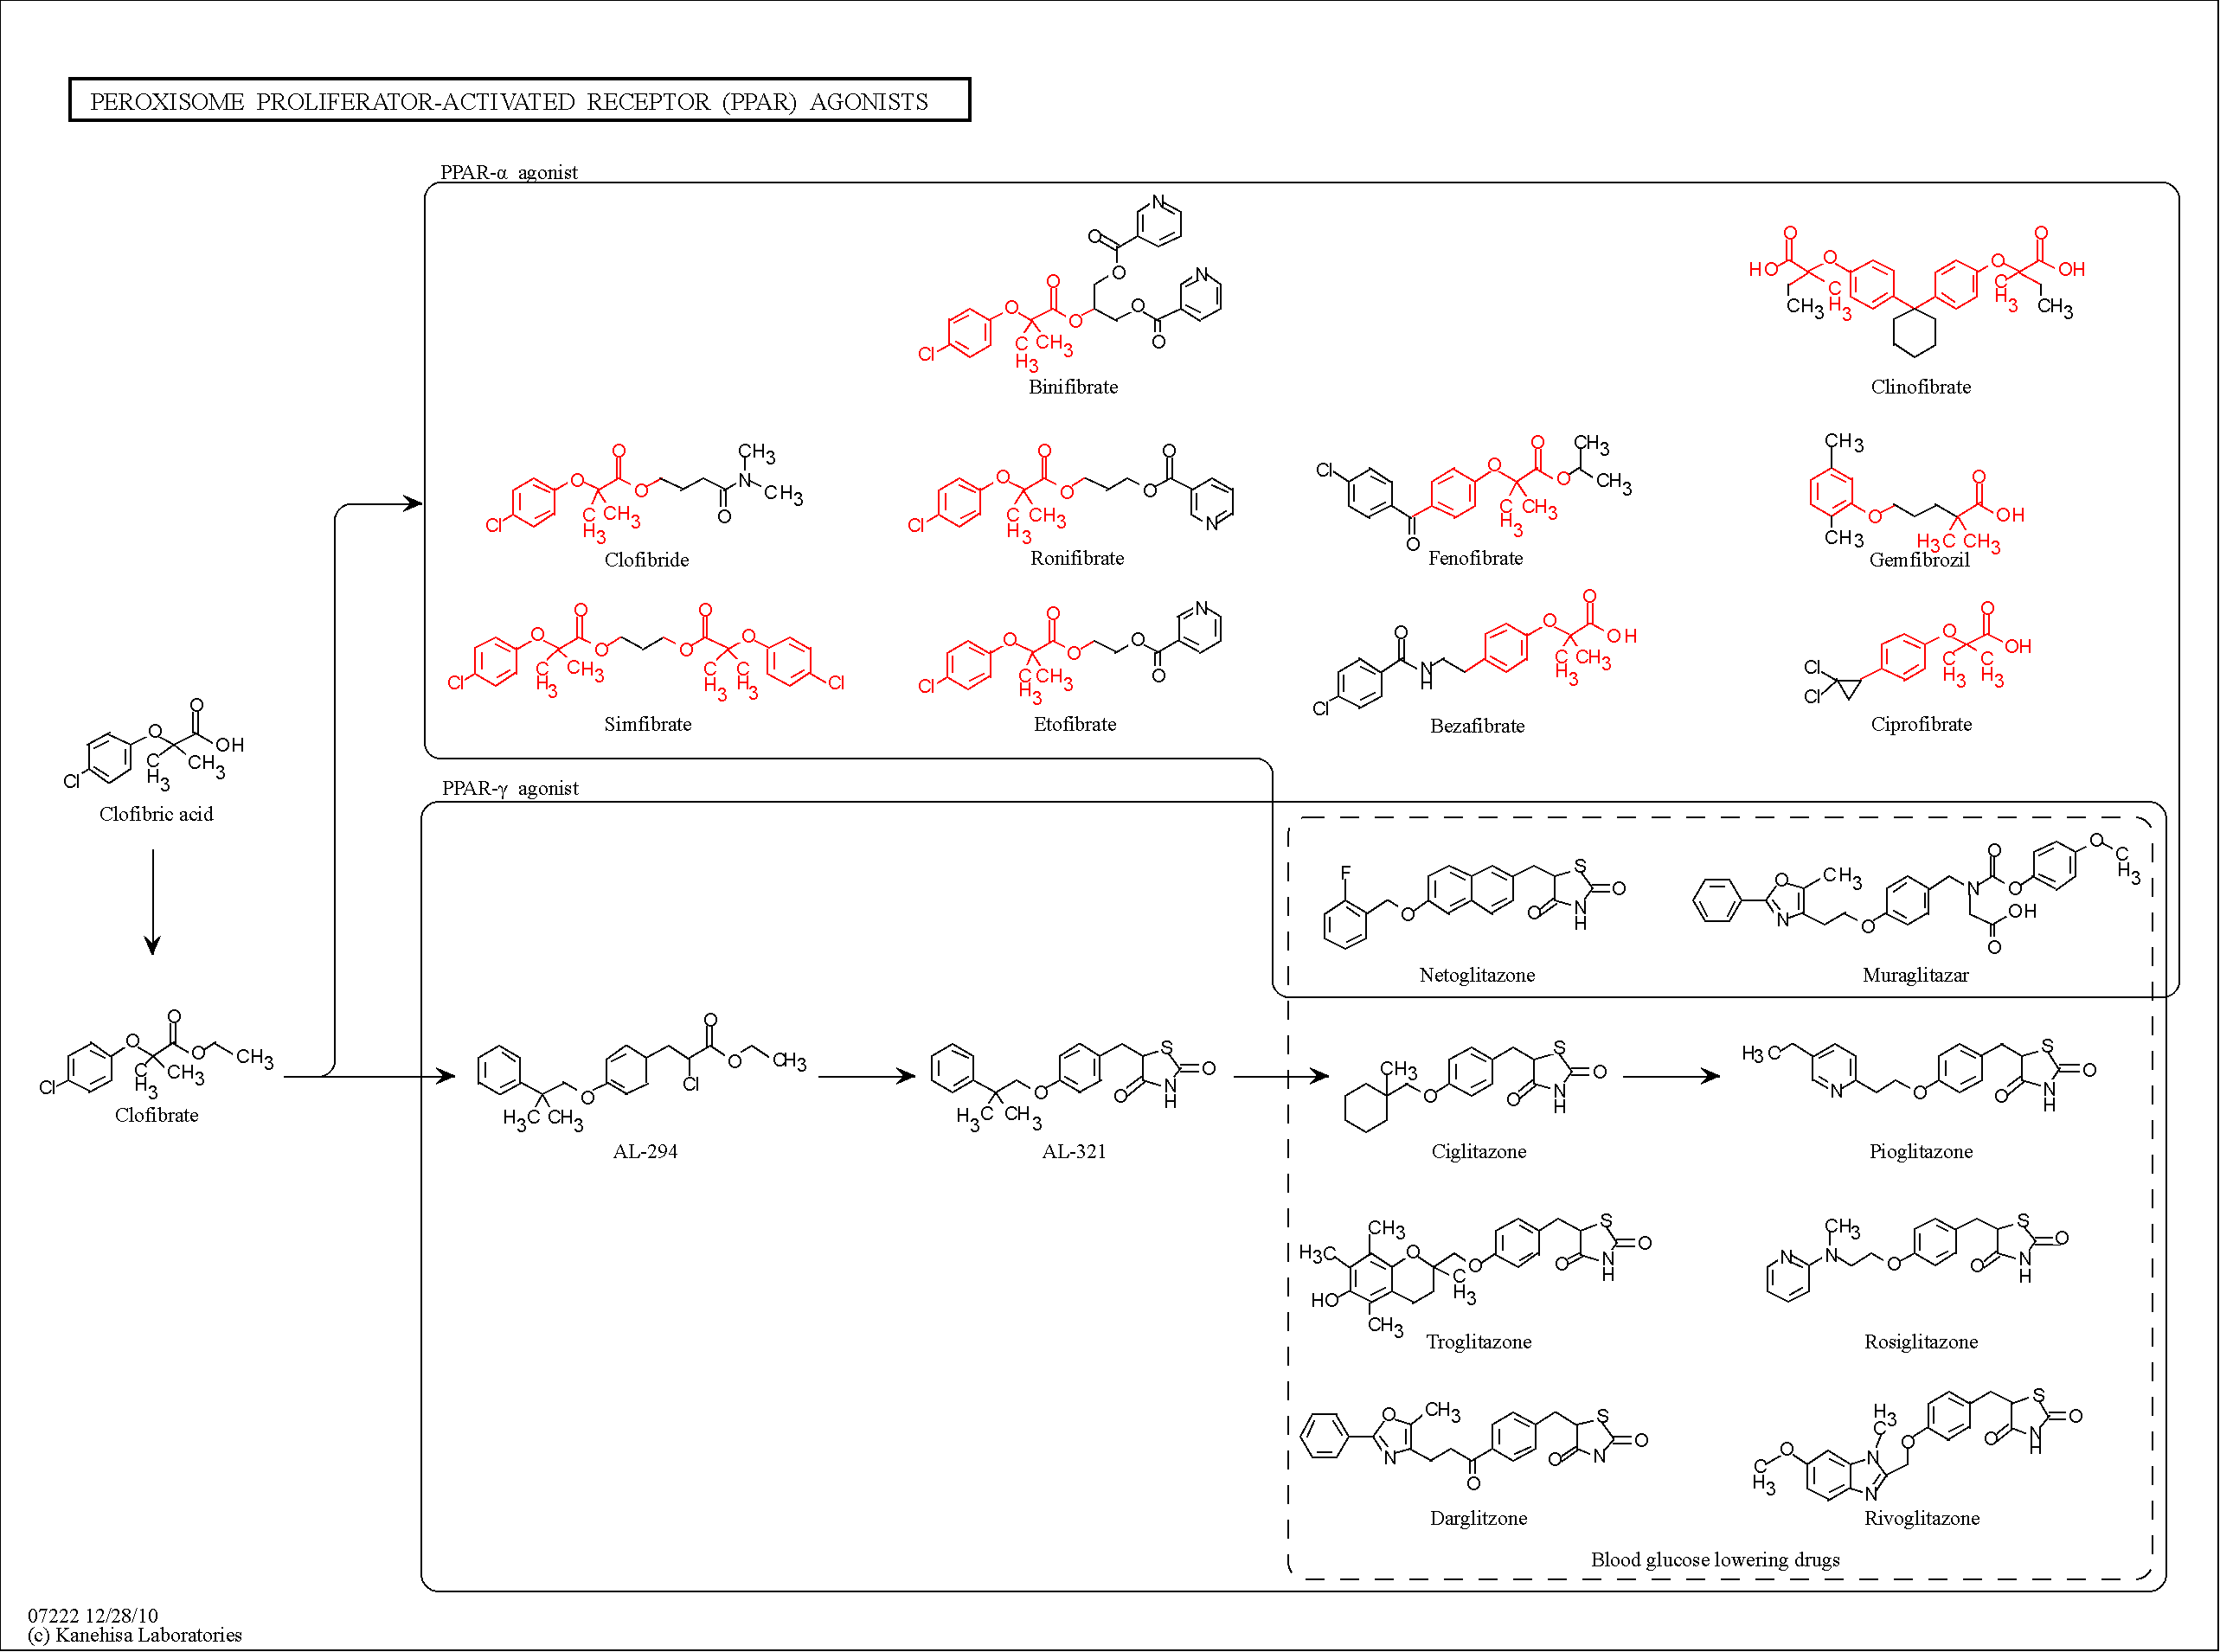 PEROXISOME PROLIFERATOR-ACTIVATED RECEPTOR (PPAR) AGONISTS
PPAR-α agonist
Binifibrate
Clinofibrate
Clofibride
Ronifibrate
Fenofibrate
Gemfibrozil
Simfibrate
Etofibrate
Bezafibrate
Ciprofibrate
Clofibric acid
Clofibrate
PPAR-γ agonist
Netoglitazone
Muraglitazar
AL-294
AL-321
Ciglitazone
Pioglitazone
Troglitazone
Rosiglitazone
Darglitzone
Rivoglitazone
Blood glucose lowering drugs
07222 12/28/10
(c) Kanehisa Laboratories